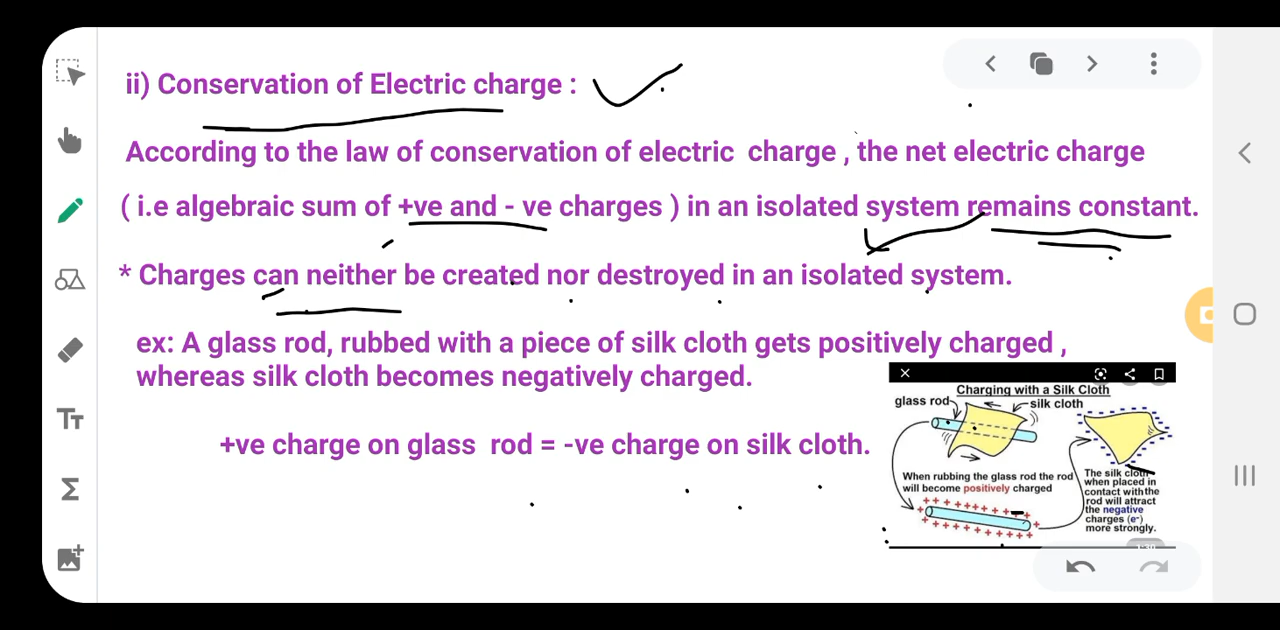 ii) Conservation of Electric charge :
According to the law of conservation of electric charge , the net electric charge
( i.e algebraic sum of +ve and - ve charges ) in an isolated system remains constant.
* Charges can neither be created nor destroyed in an isolated system.
ex: A glass rod, rubbed with a piece of silk cloth gets positively charged ,
whereas silk cloth becomes negatively charged.
+ve charge on glass rod = -ve charge on silk cloth.
Charging with a Silk Cloth
glass rod
silk cloth
When rubbing the glass rod the rod
will become positively charged
The silk cloth
when placed in
contact with the
rod will attract
the negative
charges (e-)
more strongly.
Tт
Σ